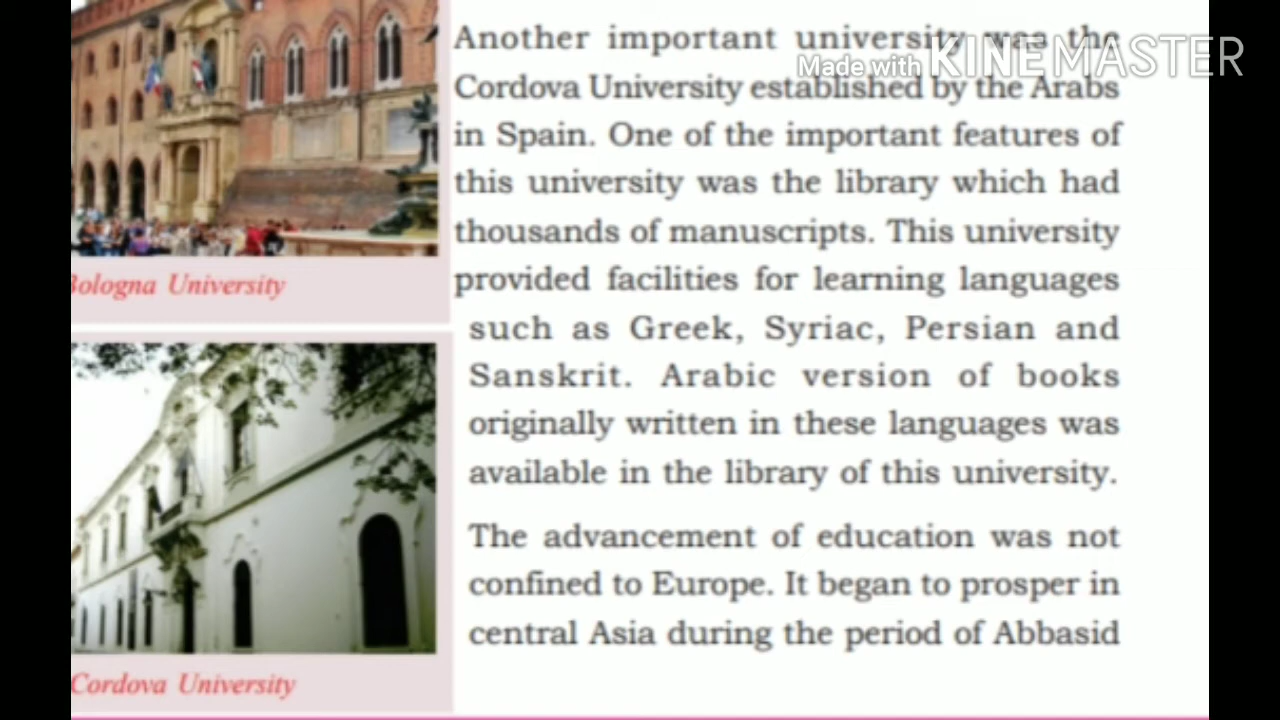 Another important university was the
Cordova University established by the Arabs
in Spain. One of the important features of
this university was the library which had
thousands of manuscripts. This university
provided facilities for learning languages
such as Greek, Syriac, Persian and
Sanskrit. Arabic version of books
originally written in these languages was
available in the library of this university.
The advancement of education was not
confined to Europe. It began to prosper in
central Asia during the period of Abbasid
Made with KINEMASTER
Bologna University
Cordova University